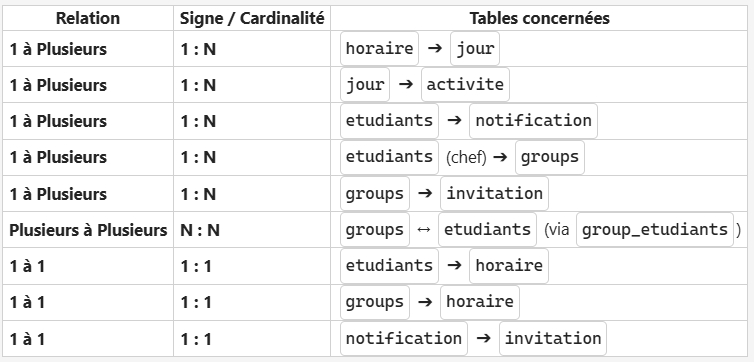 Relation Signe / Cardinalité Tables concernées
1 à Plusieurs 1 : N horaire ➔ jour
1 à Plusieurs 1 : N jour ➔ activite
1 à Plusieurs 1 : N etudiants ➔ notification
1 à Plusieurs 1 : N etudiants (chef) ➔ groups
1 à Plusieurs 1 : N groups ➔ invitation
Plusieurs à Plusieurs N : N groups ↔ etudiants (via group_etudiants )
1 à 1 1 : 1 etudiants ➔ horaire
1 à 1 1 : 1 groups ➔ horaire
1 à 1 1 : 1 notification ➔ invitation